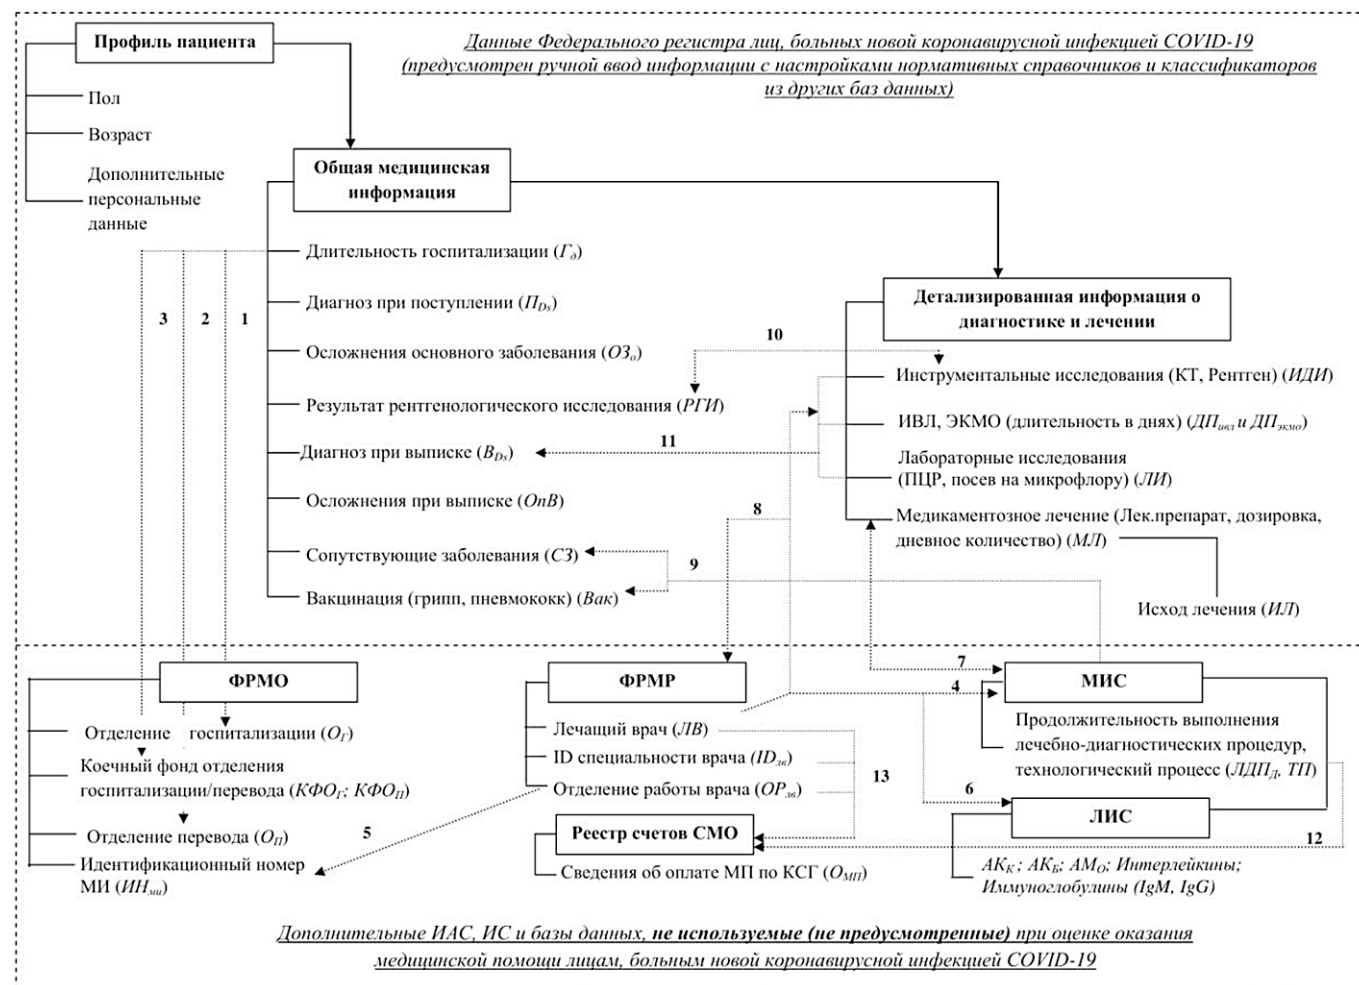 Профиль пациента
Данные Федерального регистра лиц, больных новой коронавирусной инфекцией COVID-19
(предусмотрен ручной ввод информации с настройками нормативных справочников и классификаторов
из других баз данных)
Пол
Возраст
Дополнительные
персональные
данные
Общая медицинская
информация
Длительность госпитализации (Гд)
Диагноз при поступлении (ПDs)
Осложнения основного заболевания (ОЗо)
Результат рентгенологического исследования (РГИ)
Диагноз при выписке (ВDs)
Осложнения при выписке (ОпВ)
Сопутствующие заболевания (СЗ)
Вакцинация (грипп, пневмококк) (Вак)
3
2
1
Детализированная информация о
диагностике и лечении
10
Инструментальные исследования (КТ, Рентген) (ИДИ)
ИВЛ, ЭКМО (длительность в днях) (ДПивл и ДПэкмо)
11
Лабораторные исследования
(ПЦР, посев на микрофлору) (ЛИ)
8
Медикаментозное лечение (Лек.препарат, дозировка,
дневное количество) (МЛ)
9
Исход лечения (ИЛ)
ФРМО
Отделение госпитализации (ОГ)
Коечный фонд отделения
госпитализации/перевода (КФОГ; КФОП)
Отделение перевода (ОП)
Идентификационный номер
МИ (ИНми)
5
ФРМР
Лечащий врач (ЛВ)
ID специальности врача (IDлв)
Отделение работы врача (ОРлв)
13
Реестр счетов СМО
Сведения об оплате МП по КСГ (ОМП)
7
4
МИС
Продолжительность выполнения
лечебно-диагностических процедур,
технологический процесс (ЛДПД, ТП)
6
ЛИС
12
АКК ; АКБ; АМО; Интерлейкины;
Иммуноглобулины (IgM, IgG)
Дополнительные ИАС, ИС и базы данных, не используемые (не предусмотренные) при оценке оказания
медицинской помощи лицам, больным новой коронавирусной инфекцией COVID-19